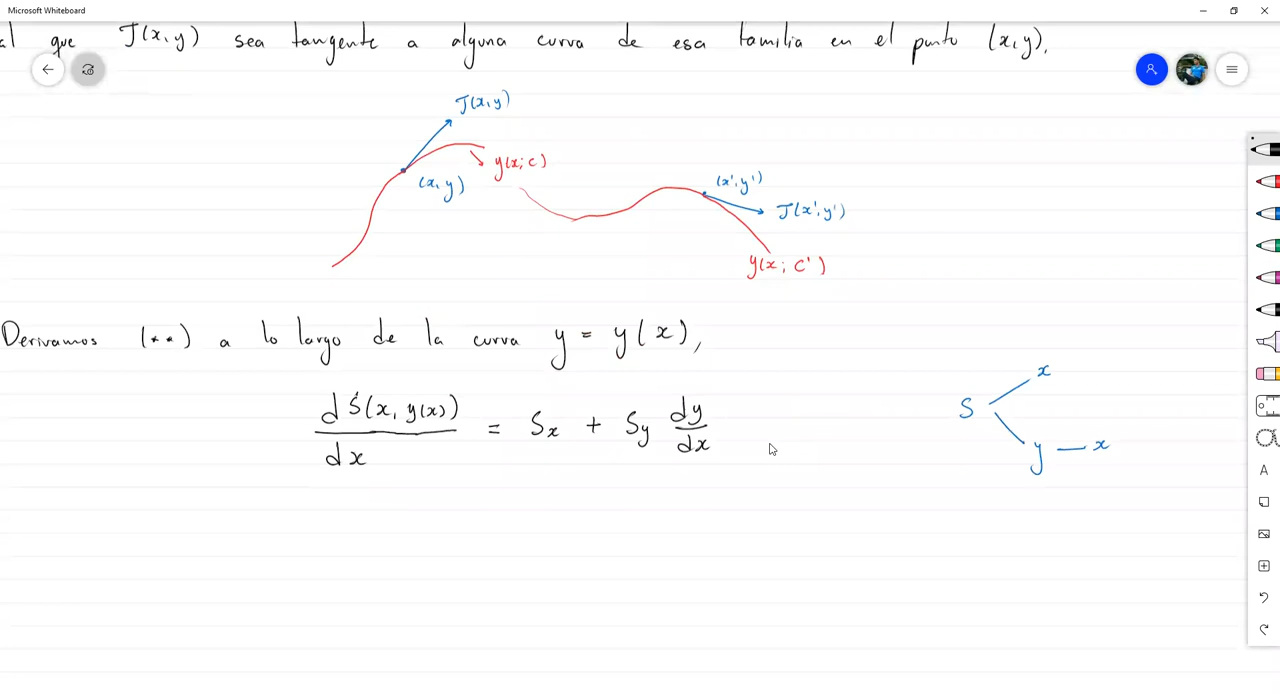 Microsoft Whiteboard
al que J(x,y) sea tangente a alguna curva de esa familia en el punto (x,y).
J(x,y)
y(x; c)
(x,y)
(x',y')
J(x',y')
y(x; c')
Derivamos (**) a lo largo de la curva y = y(x),
dS(x, y(x))/dx = Sx + Sy dy/dx
S
x
y — x
A